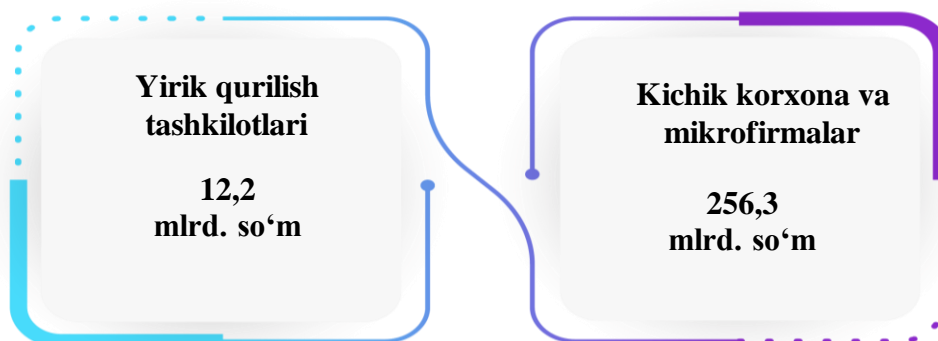 Yirik qurilish
tashkilotlari
12,2
mlrd. so‘m
Kichik korxona va
mikrofirmalar
256,3
mlrd. so‘m